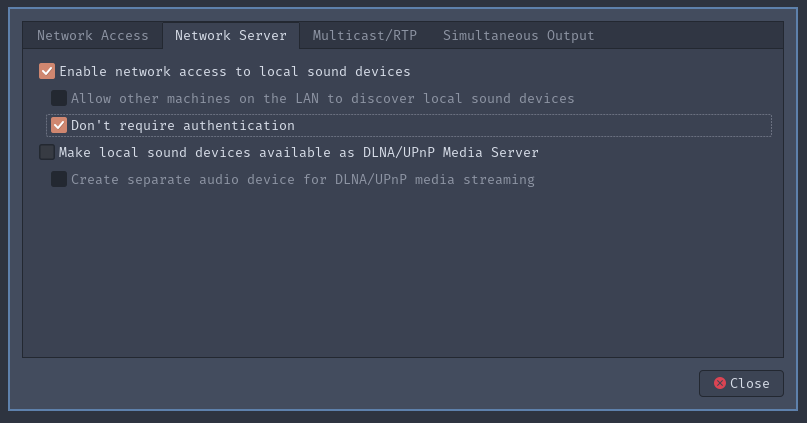 Network Access Network Server Multicast/RTP Simultaneous Output
Enable network access to local sound devices
Allow other machines on the LAN to discover local sound devices
Don't require authentication
Make local sound devices available as DLNA/UPnP Media Server
Create separate audio device for DLNA/UPnP media streaming
Close